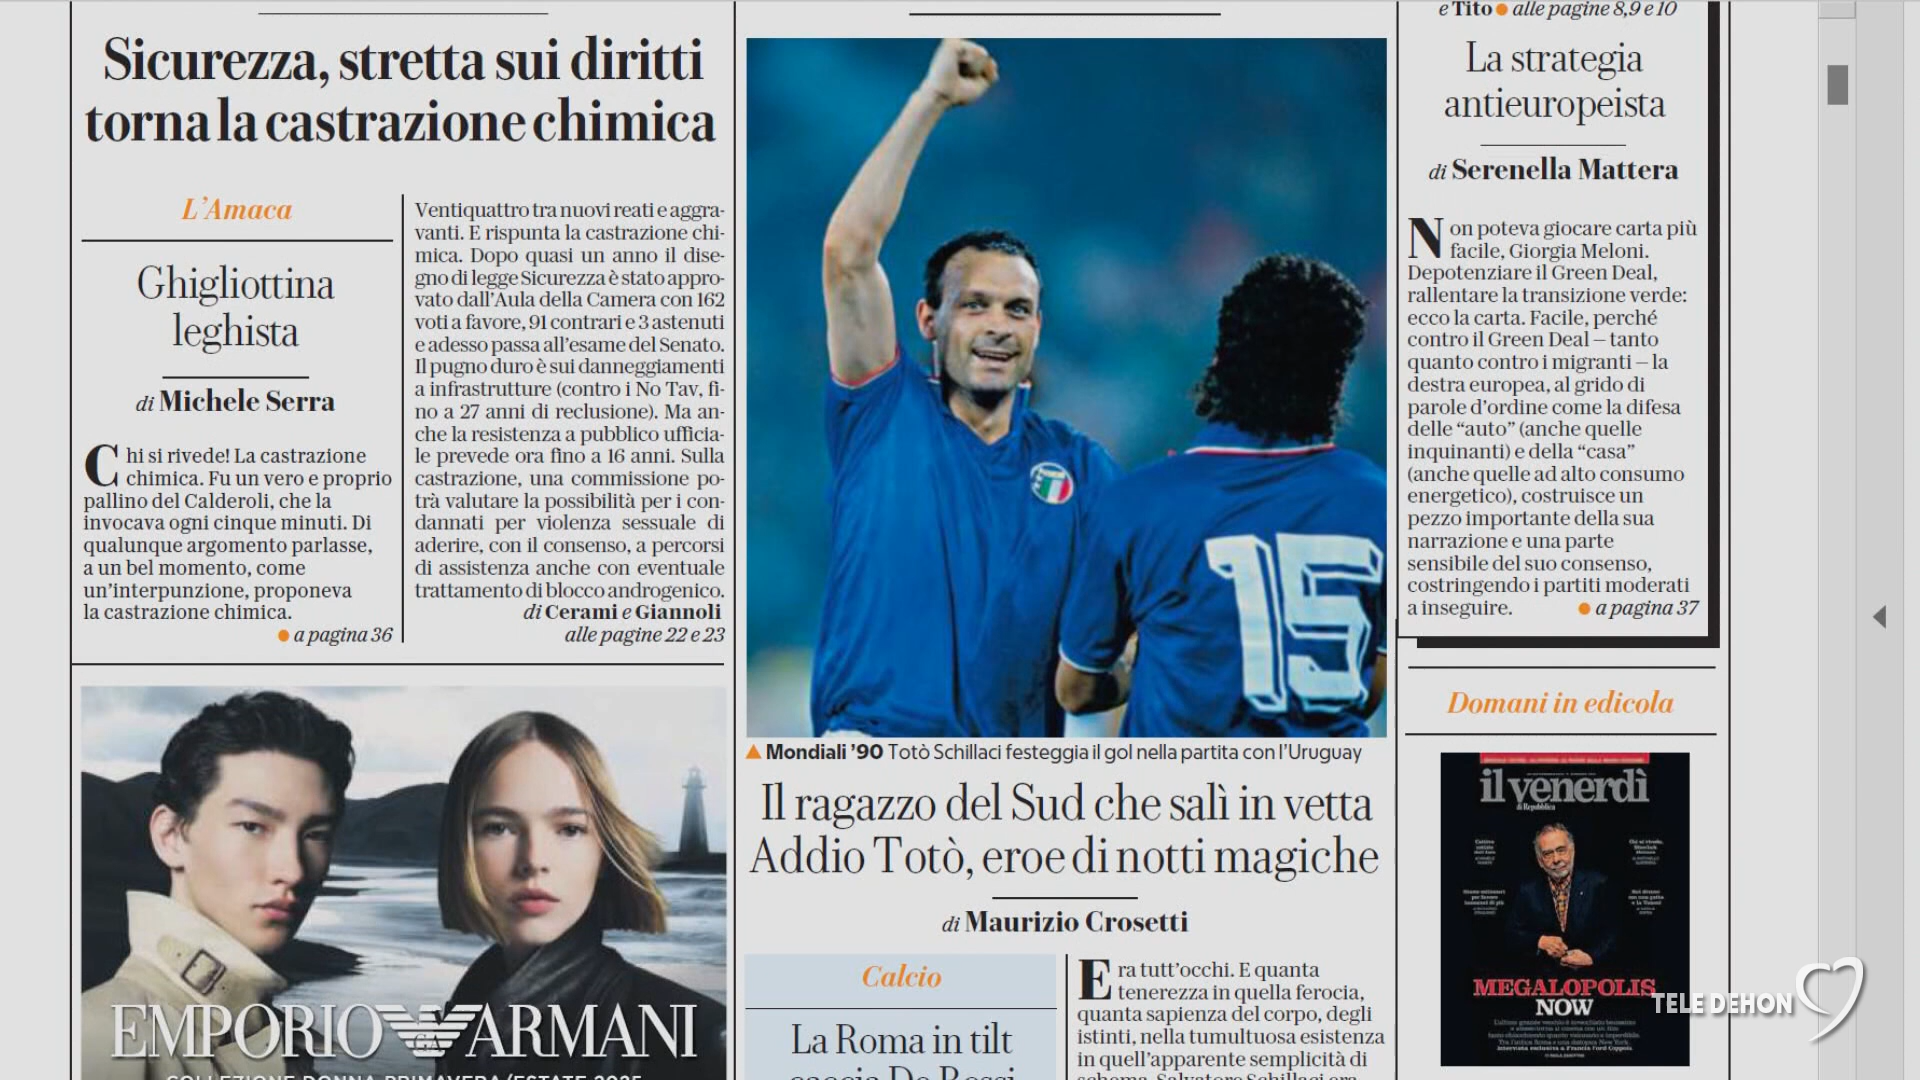 Sicurezza, stretta sui diritti
torna la castrazione chimica
L'Amaca
Ghigliottina
leghista
di Michele Serra
Chi si rivede! La castrazione
chimica. Fu un vero e proprio
pallino del Calderoli, che la
invocava ogni cinque minuti. Di
qualunque argomento parlasse,
a un bel momento, come
un'interpunzione, proponeva
la castrazione chimica.
a pagina 36
Ventiquattro tra nuovi reati e aggra-
vanti. E rispunta la castrazione chi-
mica. Dopo quasi un anno il dise-
gno di legge Sicurezza è stato appro-
vato dall'Aula della Camera con 162
voti a favore, 91 contrari e 3 astenuti
e adesso passa all'esame del Senato.
Il pugno duro è sui danneggiamenti
a infrastrutture (contro i No Tav, fi-
no a 27 anni di reclusione). Ma an-
che la resistenza a pubblico ufficia-
le prevede ora fino a 16 anni. Sulla
castrazione, una commissione po-
trà valutare la possibilità per i con-
dannati per violenza sessuale di
aderire, con il consenso, a percorsi
di assistenza anche con eventuale
trattamento di blocco androgenico.
di Cerami e Giannoli
alle pagine 22 e 23
EMPORIO ARMANI
COLLEZIONE DONNA PRIMAVERA/ESTATE 2025
15
▲ Mondiali '90 Totò Schillaci festeggia il gol nella partita con l'Uruguay
Il ragazzo del Sud che salì in vetta
Addio Totò, eroe di notti magiche
di Maurizio Crosetti
Calcio
La Roma in tilt
caccia De Rossi
Era tutt'occhi. E quanta
tenerezza in quella ferocia,
quanta sapienza del corpo, degli
istinti, nella tumultuosa esistenza
in quell'apparente semplicità di
schema. Salvatore Schillaci era
e Tito ● alle pagine 8,9 e 10
La strategia
antieuropeista
di Serenella Mattera
Non poteva giocare carta più
facile, Giorgia Meloni.
Depotenziare il Green Deal,
rallentare la transizione verde:
ecco la carta. Facile, perché
contro il Green Deal – tanto
quanto contro i migranti – la
destra europea, al grido di
parole d'ordine come la difesa
delle “auto” (anche quelle
inquinanti) e della “casa”
(anche quelle ad alto consumo
energetico), costruisce un
pezzo importante della sua
narrazione e una parte
sensibile del suo consenso,
costringendo i partiti moderati
a inseguire.
● a pagina 37
Domani in edicola
il venerdì
di Repubblica
MEGALOPOLIS
NOW
TELE DEHON